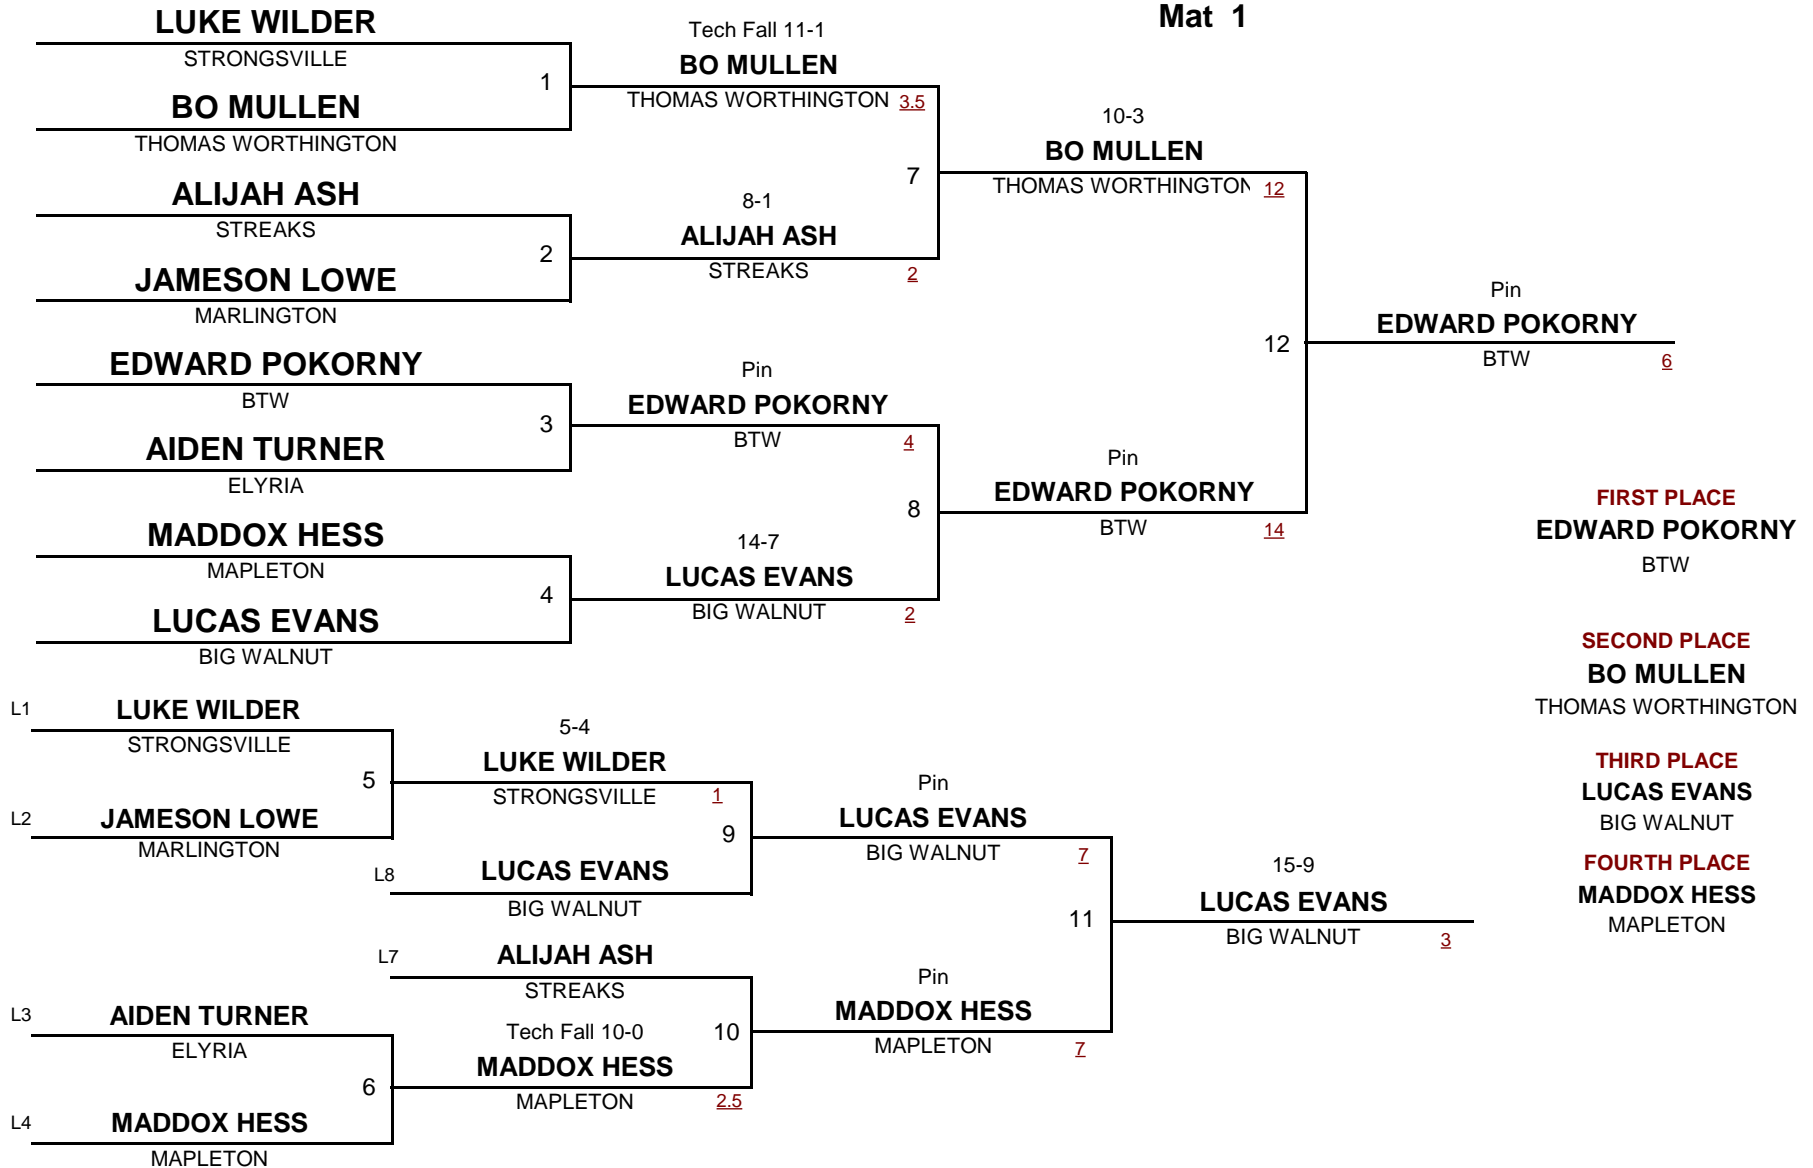 Mat 1
LUKE WILDER
STRONGSVILLE
1
BO MULLEN
THOMAS WORTHINGTON
ALIJAH ASH
STREAKS
2
JAMESON LOWE
MARLINGTON
EDWARD POKORNY
BTW
3
AIDEN TURNER
ELYRIA
MADDOX HESS
MAPLETON
4
LUCAS EVANS
BIG WALNUT
Tech Fall 11-1
BO MULLEN
THOMAS WORTHINGTON 3.5
7
8-1
ALIJAH ASH
STREAKS 2
Pin
EDWARD POKORNY
BTW 4
8
14-7
LUCAS EVANS
BIG WALNUT 2
10-3
BO MULLEN
THOMAS WORTHINGTON 12
12
Pin
EDWARD POKORNY
BTW 14
Pin
EDWARD POKORNY
BTW 6
L1 LUKE WILDER
STRONGSVILLE
5
L2 JAMESON LOWE
MARLINGTON
5-4
LUKE WILDER
STRONGSVILLE 1
9
L8 LUCAS EVANS
BIG WALNUT
L7 ALIJAH ASH
STREAKS
10
L3 AIDEN TURNER
ELYRIA
6
L4 MADDOX HESS
MAPLETON
Tech Fall 10-0
MADDOX HESS
MAPLETON 2.5
Pin
LUCAS EVANS
BIG WALNUT 7
11
Pin
MADDOX HESS
MAPLETON 7
15-9
LUCAS EVANS
BIG WALNUT 3
FIRST PLACE
EDWARD POKORNY
BTW
SECOND PLACE
BO MULLEN
THOMAS WORTHINGTON
THIRD PLACE
LUCAS EVANS
BIG WALNUT
FOURTH PLACE
MADDOX HESS
MAPLETON